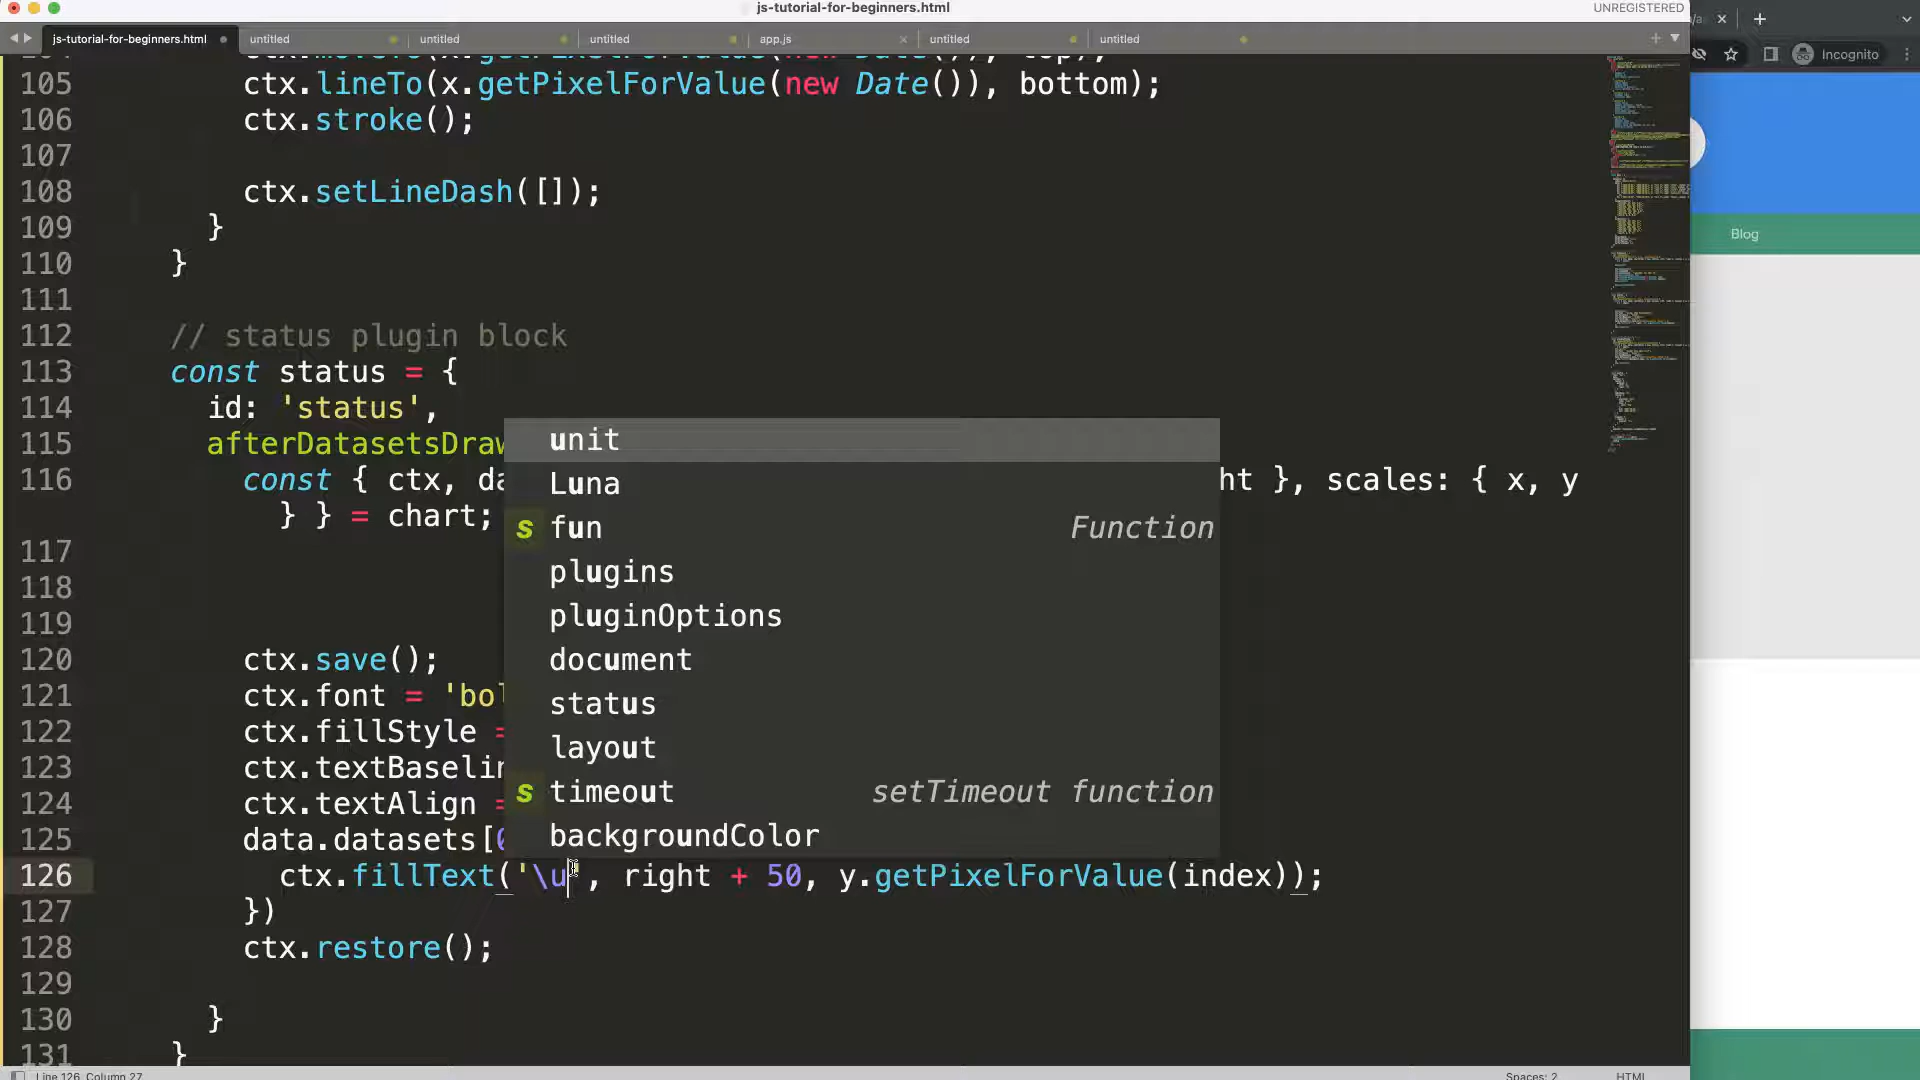 js-tutorial-for-beginners.html
UNREGISTERED
js-tutorial-for-beginners.html untitled untitled untitled app.js untitled untitled
Incognito
105 ctx.lineTo(x.getPixelForValue(new Date()), bottom);
106 ctx.stroke();
107
108 ctx.setLineDash([]);
109 }
110 }
111
112 // status plugin block
113 const status = {
114 id: 'status',
115 afterDatasetsDraw
116 const { ctx, da ht }, scales: { x, y
} } = chart;
117
118
119
120 ctx.save();
121 ctx.font = 'bol
122 ctx.fillStyle =
123 ctx.textBaselin
124 ctx.textAlign =
125 data.datasets[0
126 ctx.fillText('\u', right + 50, y.getPixelForValue(index));
127 })
128 ctx.restore();
129
130 }
131 }
unit
Luna
s fun Function
plugins
pluginOptions
document
status
layout
s timeout setTimeout function
backgroundColor
Blog
Line 126, Column 27
Spaces: 2
HTML